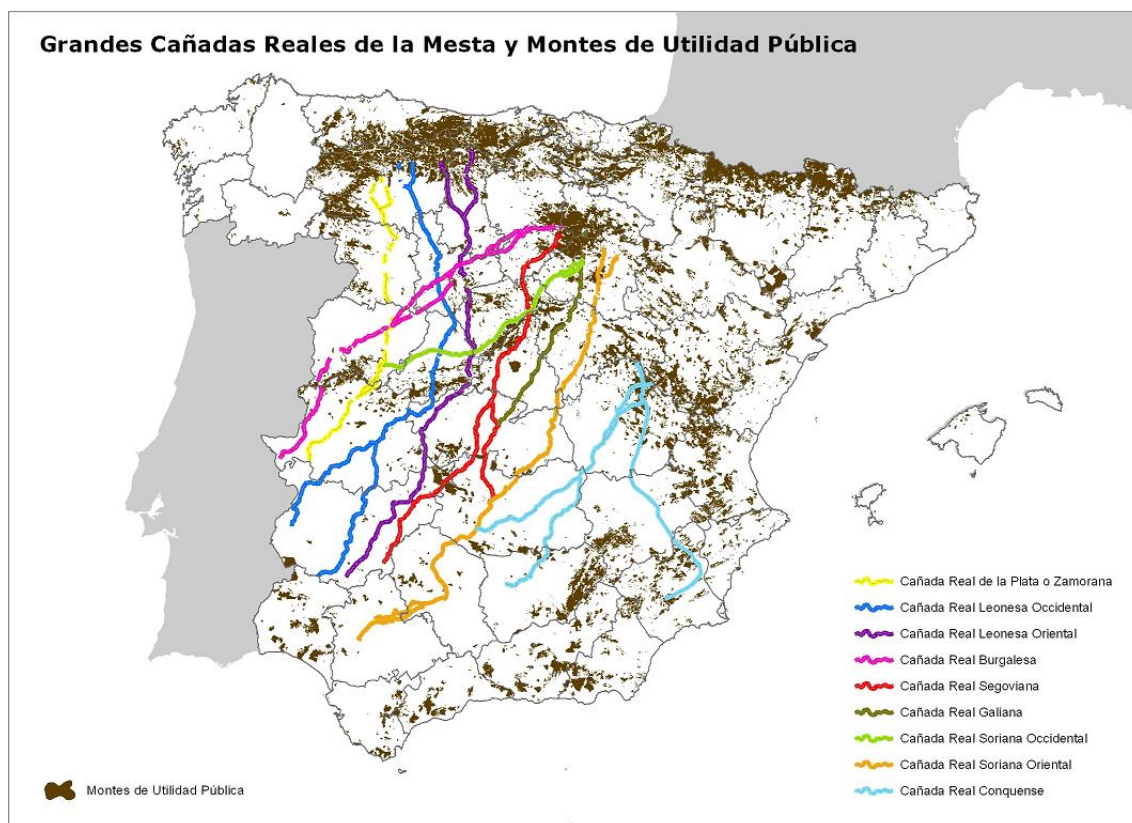 Grandes Cañadas Reales de la Mesta y Montes de Utilidad Pública
Cañada Real de la Plata o Zamorana
Cañada Real Leonesa Occidental
Cañada Real Leonesa Oriental
Cañada Real Burgalesa
Cañada Real Segoviana
Cañada Real Galiana
Cañada Real Soriana Occidental
Cañada Real Soriana Oriental
Cañada Real Conquense
Montes de Utilidad Pública